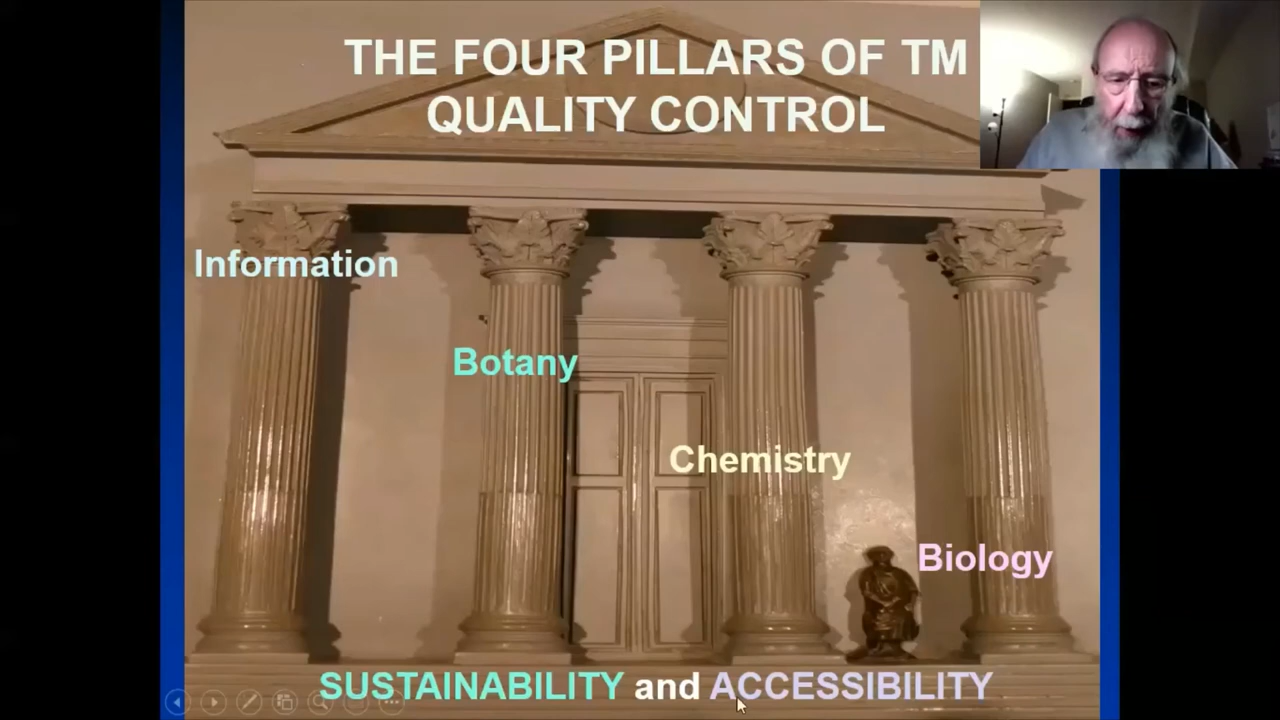 THE FOUR PILLARS OF TM
QUALITY CONTROL
Information
Botany
Chemistry
Biology
SUSTAINABILITY and ACCESSIBILITY